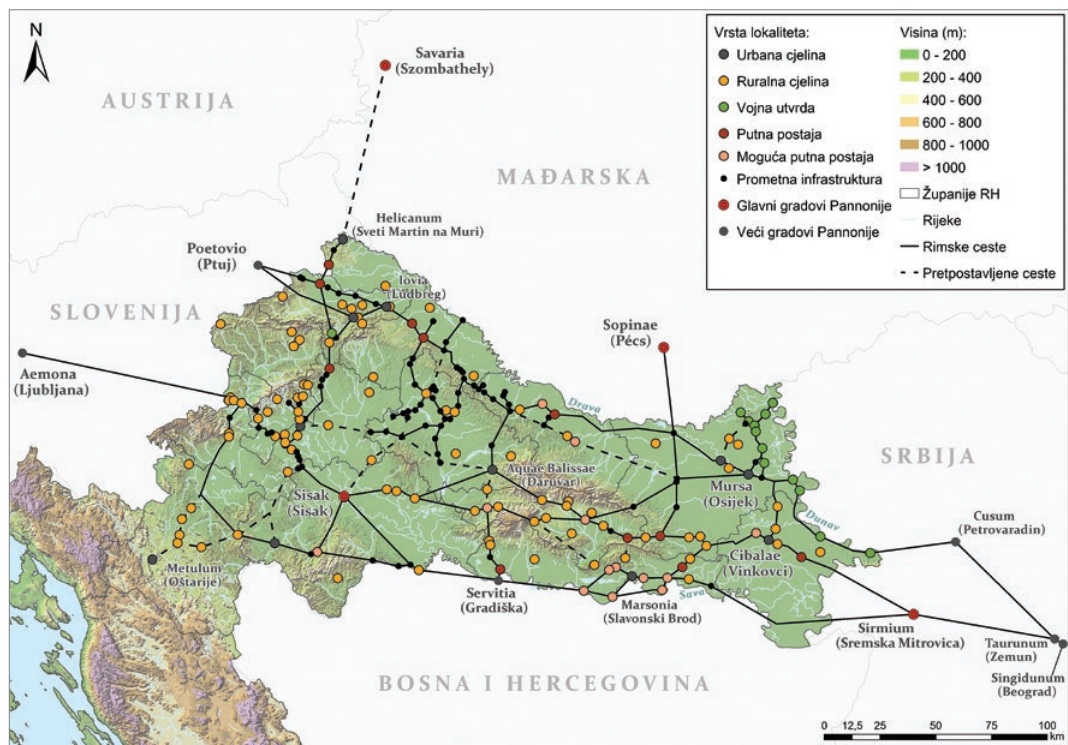 N
Savaria
(Szombathely)
AUSTRIJA
MAĐARSKA
Helicanum
(Sveti Martin na Muri)
Poetovio
(Ptuj)
Iovia
(Ludbreg)
SLOVENIJA
Sopinae
(Pécs)
Aemona
(Ljubljana)
Drava
SRBIJA
Aquae Balissae
(Daruvar)
Mursa
(Osijek)
Sisak
(Sisak)
Dunav
Cusum
(Petrovaradin)
Metulum
(Oštarije)
Cibalae
(Vinkovci)
Servitia
(Gradiška)
Marsonia
(Slavonski Brod)
Sava
Sirmium
(Sremska Mitrovica)
Taurunum
(Zemun)
Singidunum
(Beograd)
BOSNA I HERCEGOVINA
Vrsta lokaliteta:
Urbana cjelina
Ruralna cjelina
Vojna utvrda
Putna postaja
Moguća putna postaja
Prometna infrastruktura
Glavni gradovi Pannonije
Veći gradovi Pannonije
Visina (m):
0 - 200
200 - 400
400 - 600
600 - 800
800 - 1000
> 1000
Županije RH
Rijeke
Rimske ceste
Pretpostavljene ceste
0 12,5 25 50 75 100
km